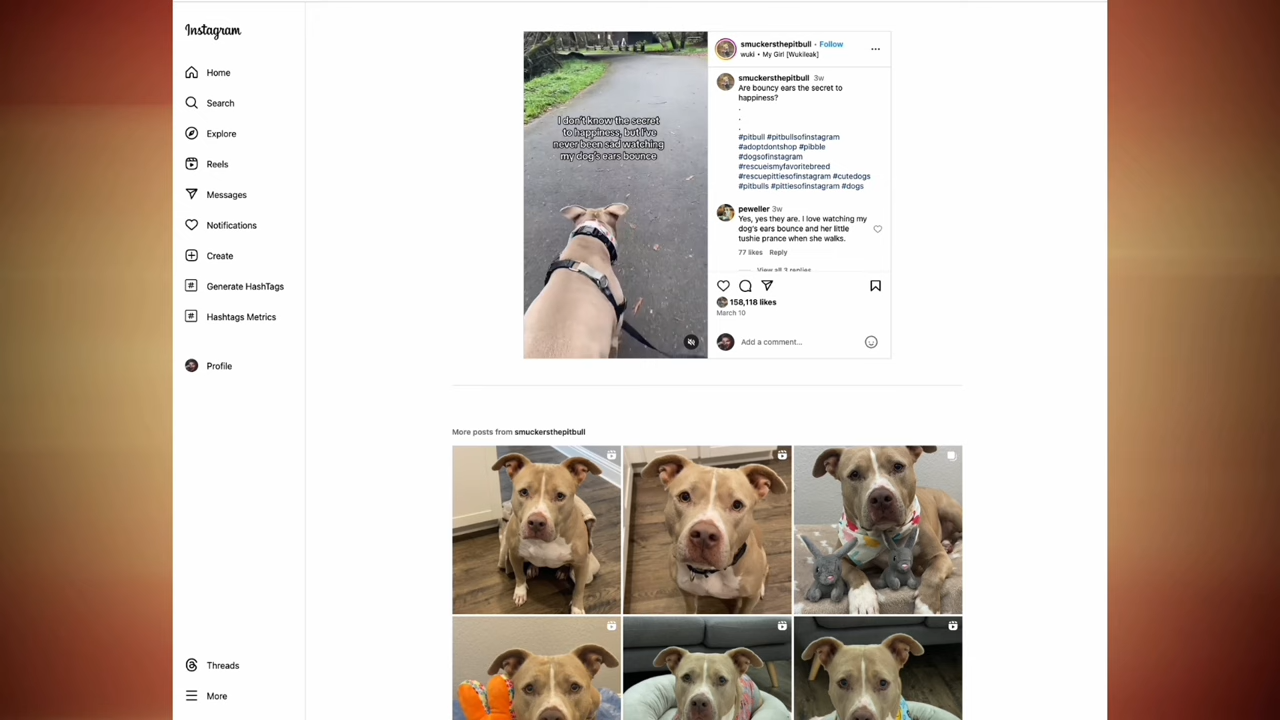 Instagram
Home
Search
Explore
Reels
Messages
Notifications
Create
Generate HashTags
Hashtags Metrics
Profile
Threads
More
I don't know the secret
to happiness, but I've
never been sad watching
my dog's ears bounce
smuckersthepitbull • Follow
wuki • My Girl [Wukileak]
smuckersthepitbull 3w
Are bouncy ears the secret to
happiness?
.
.
.
#pitbull #pitbullsofinstagram
#adoptdontshop #pibble
#dogsofinstagram
#rescueismyfavoritebreed
#rescuepittiesofinstagram #cutedogs
#pitbulls #pittiesofinstagram #dogs
peweller 3w
Yes, yes they are. I love watching my
dog's ears bounce and her little
tushie prance when she walks.
77 likes Reply
View all 3 replies
158,118 likes
March 10
Add a comment...
More posts from smuckersthepitbull